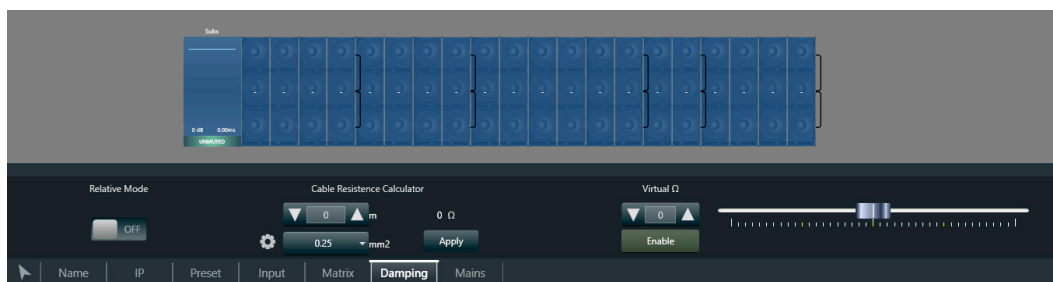 Subs
0 dB 0.00ms
UNMUTED
Relative Mode
Cable Resistence Calculator
Virtual Ω
0 m 0 Ω
0
OFF
0.25 mm2 Apply
Enable
Name IP Preset Input Matrix Damping Mains